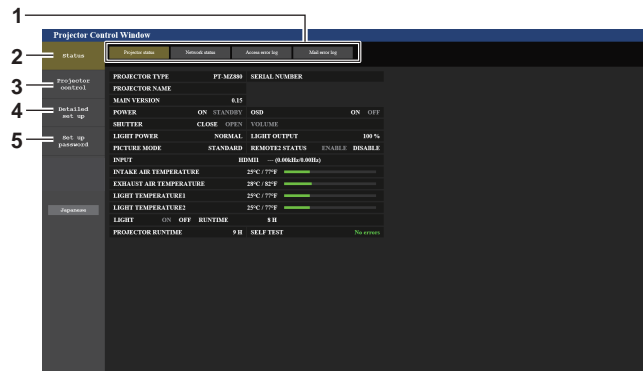 1
Projector Control Window
2
Status
Projector status Network status Access error log Mail error log
3
Projector control
4
Detailed set up
5
Set up password
Japanese
PROJECTOR TYPE PT-MZ880 SERIAL NUMBER
PROJECTOR NAME
MAIN VERSION 0.15
POWER ON STANDBY OSD ON OFF
SHUTTER CLOSE OPEN VOLUME
LIGHT POWER NORMAL LIGHT OUTPUT 100 %
PICTURE MODE STANDARD REMOTE2 STATUS ENABLE DISABLE
INPUT HDMI1 — (0.00kHz/0.00Hz)
INTAKE AIR TEMPERATURE 25°C / 77°F
EXHAUST AIR TEMPERATURE 28°C / 82°F
LIGHT TEMPERATURE1 25°C / 77°F
LIGHT TEMPERATURE2 25°C / 77°F
LIGHT ON OFF RUNTIME 8 H
PROJECTOR RUNTIME 9 H SELF TEST No errors